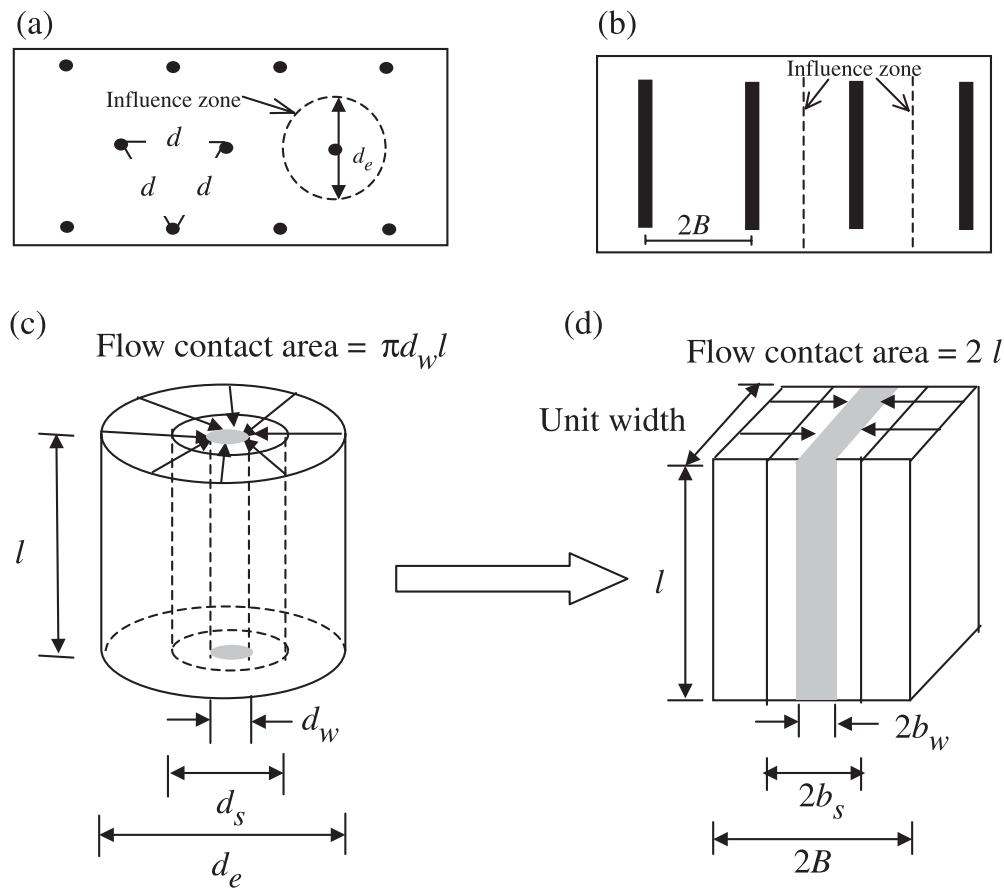 (a)
Influence zone
d
d
d
d_e
(b)
Influence zone
2B
(c)
Flow contact area = πd_w l
l
d_w
d_s
d_e
(d)
Flow contact area = 2 l
Unit width
l
2b_w
2b_s
2B